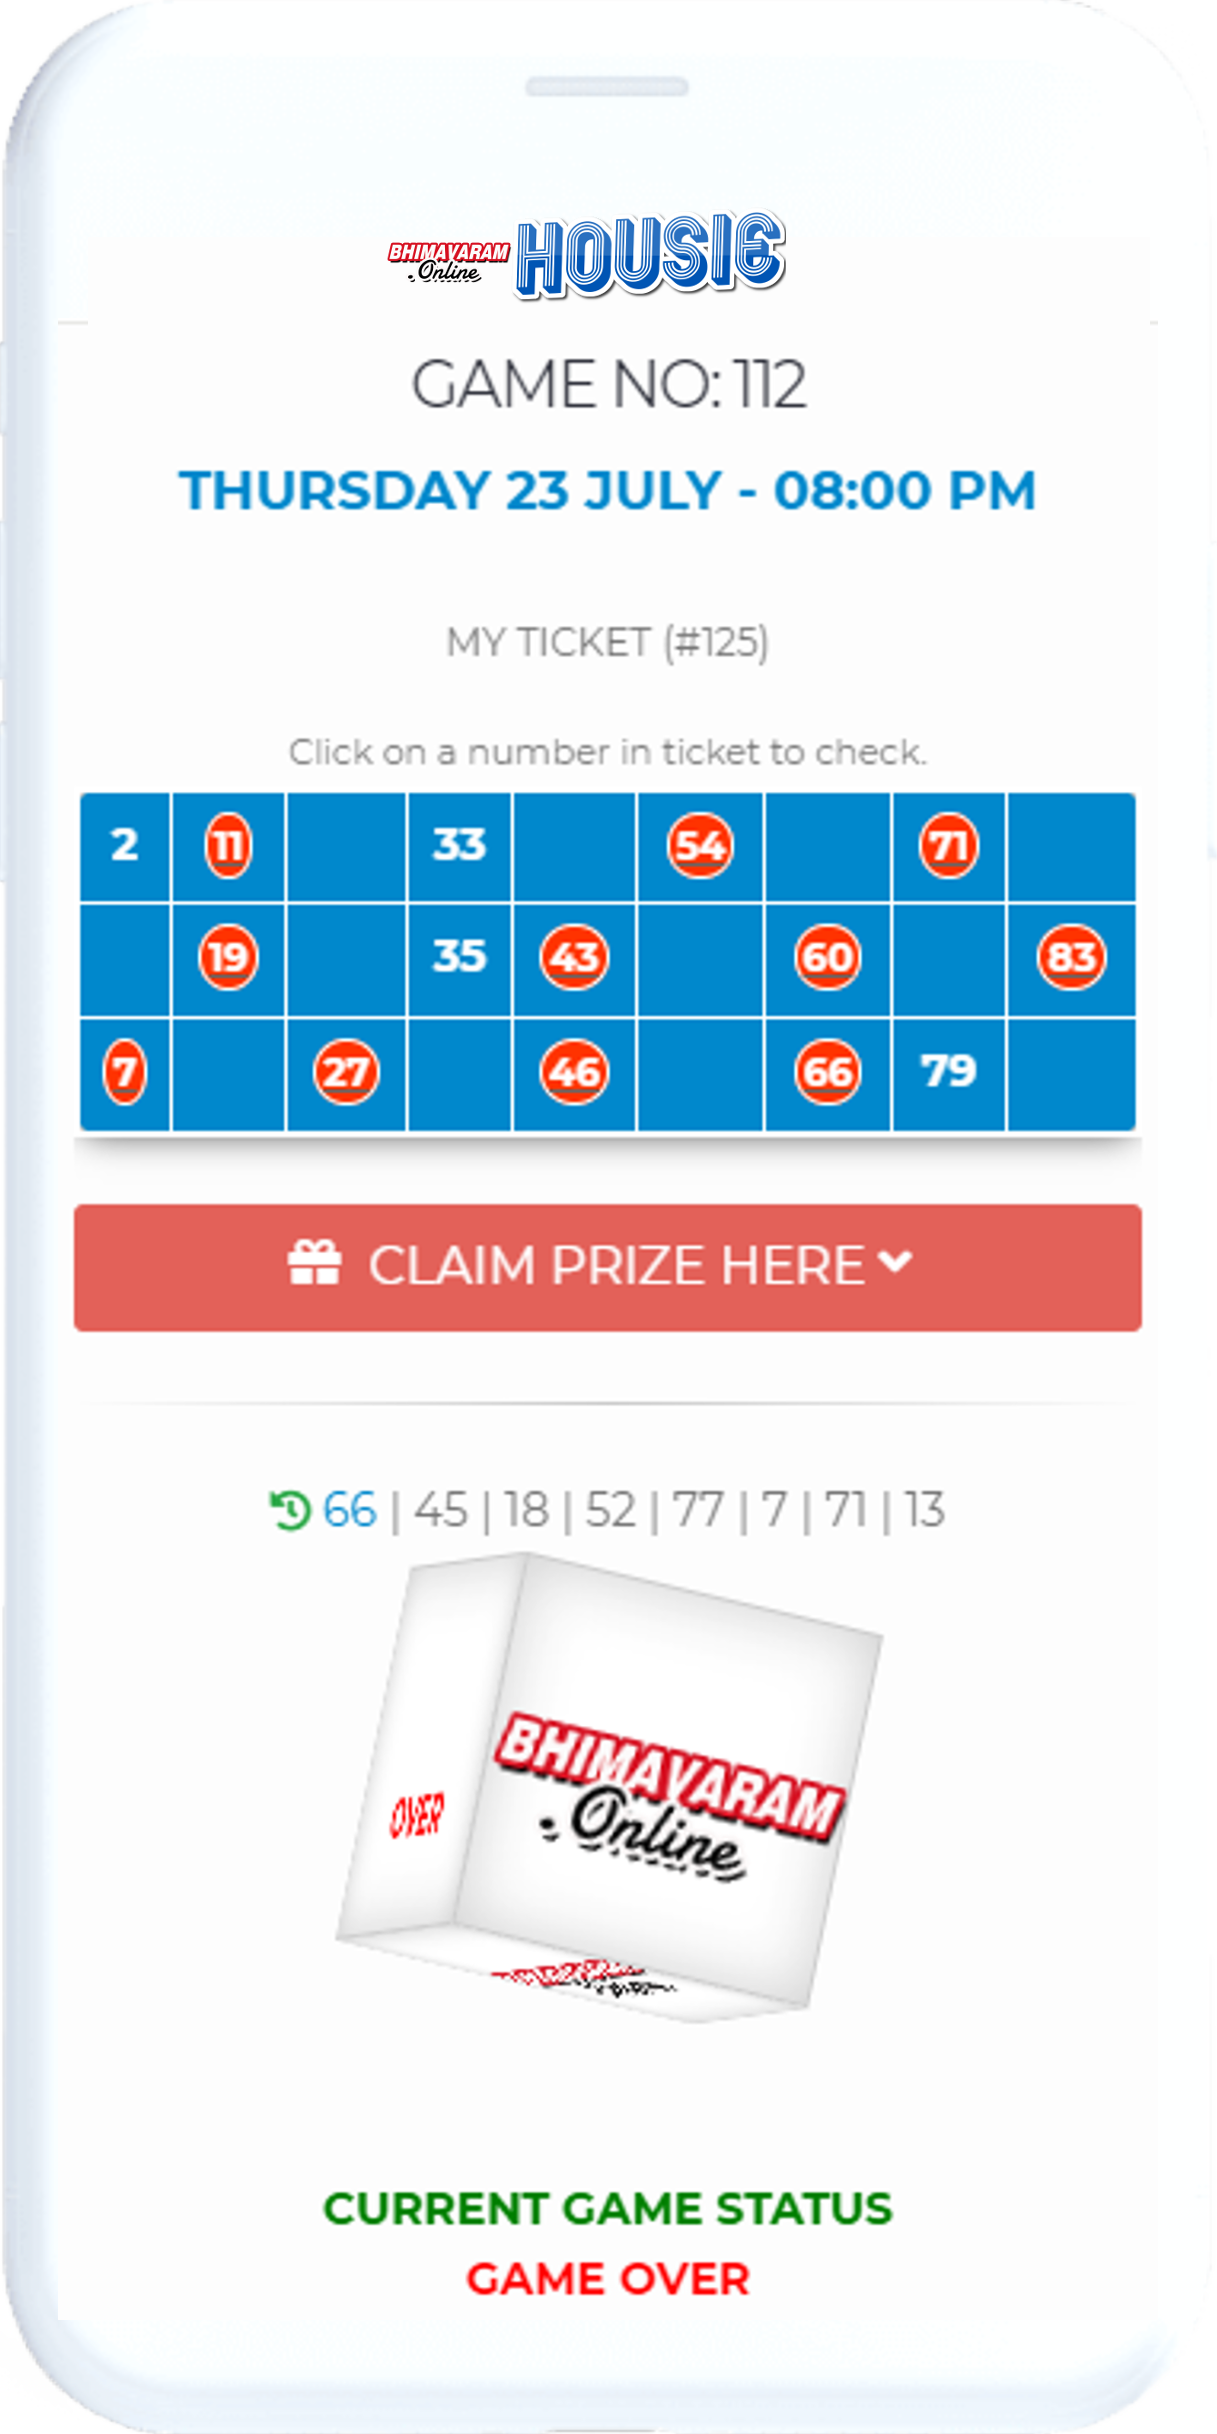 BHIMAVARAM
Online
HOUSIE
GAME NO: 112
THURSDAY 23 JULY - 08:00 PM
MY TICKET (#125)
Click on a number in ticket to check.
2 11 33 54 71
19 35 43 60 83
7 27 46 66 79
CLAIM PRIZE HERE
66 | 45 | 18 | 52 | 77 | 7 | 71 | 13
BHIMAVARAM
Online
OVER
CURRENT GAME STATUS
GAME OVER